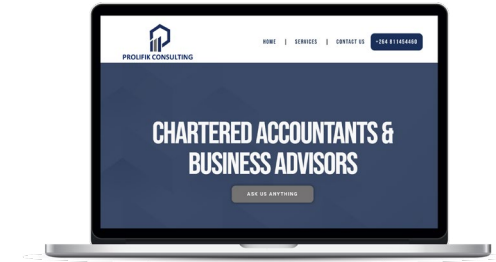 PROLIFIK CONSULTING
HOME | SERVICES | CONTACT US +264 811454460
CHARTERED ACCOUNTANTS &
BUSINESS ADVISORS
ASK US ANYTHING